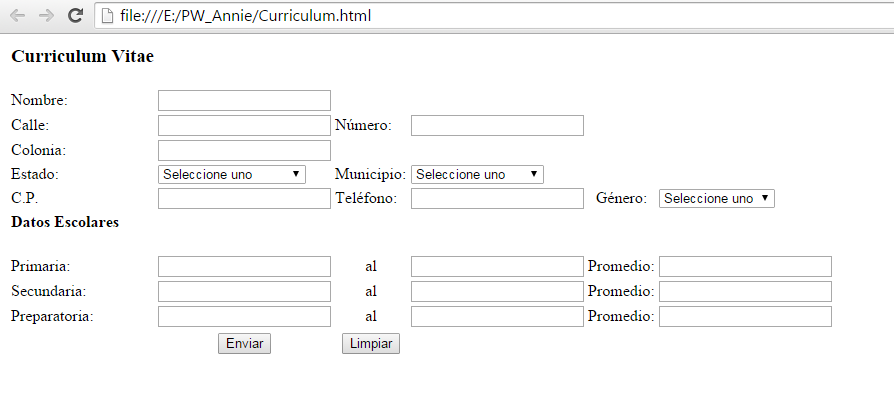 file:///E:/PW_Annie/Curriculum.html
Curriculum Vitae
Nombre:
Calle: Número:
Colonia:
Estado: Seleccione uno Municipio: Seleccione uno
C.P. Teléfono: Género: Seleccione uno
Datos Escolares
Primaria: al Promedio:
Secundaria: al Promedio:
Preparatoria: al Promedio:
Enviar Limpiar